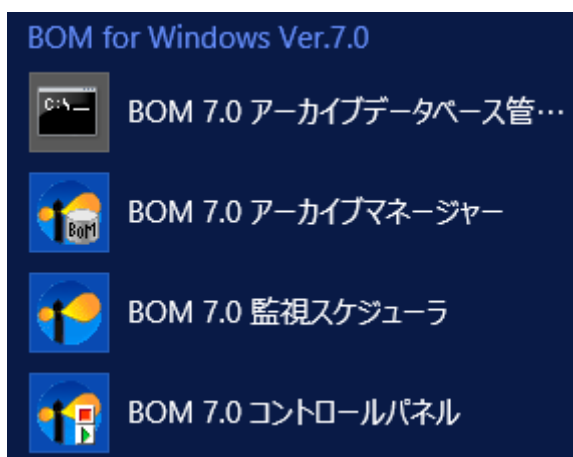 BOM for Windows Ver.7.0
C:\_
BOM 7.0 アーカイブデータベース管…
BoM
BOM 7.0 アーカイブマネージャー
BOM 7.0 監視スケジューラ
BOM 7.0 コントロールパネル